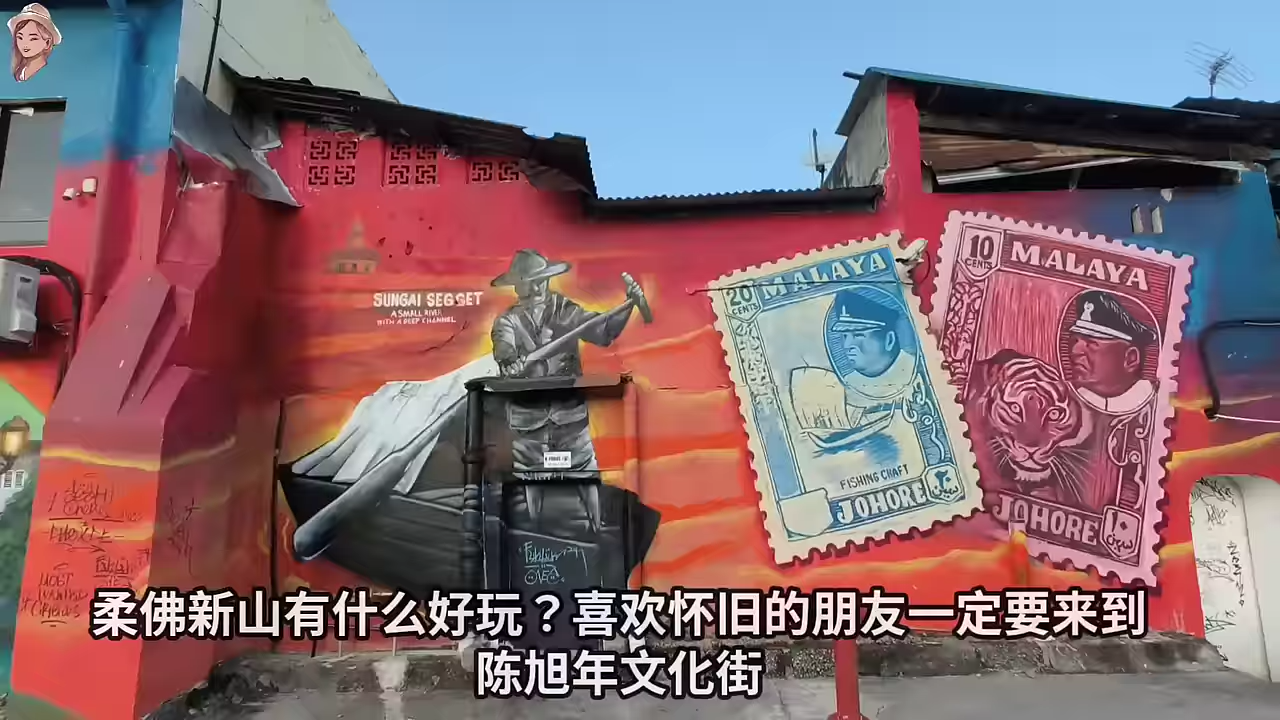 SUNGAI SEGGET
A SMALL RIVER
WITH A DEEP CHANNEL
20
CENTS
MALAYA
FISHING CRAFT
JOHORE
10
CENTS
MALAYA
JOHORE
MOST
WANTED
柔佛新山有什么好玩？喜欢怀旧的朋友一定要来到
陈旭年文化街